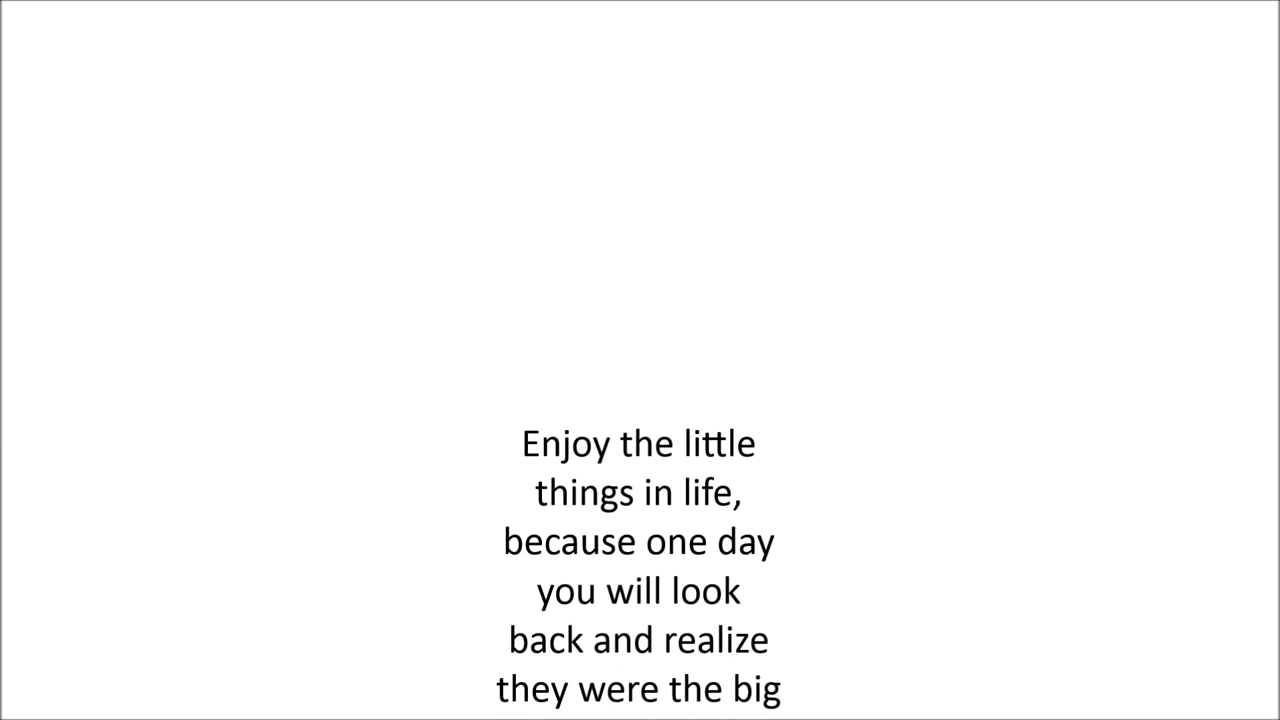 Enjoy the little
things in life,
because one day
you will look
back and realize
they were the big